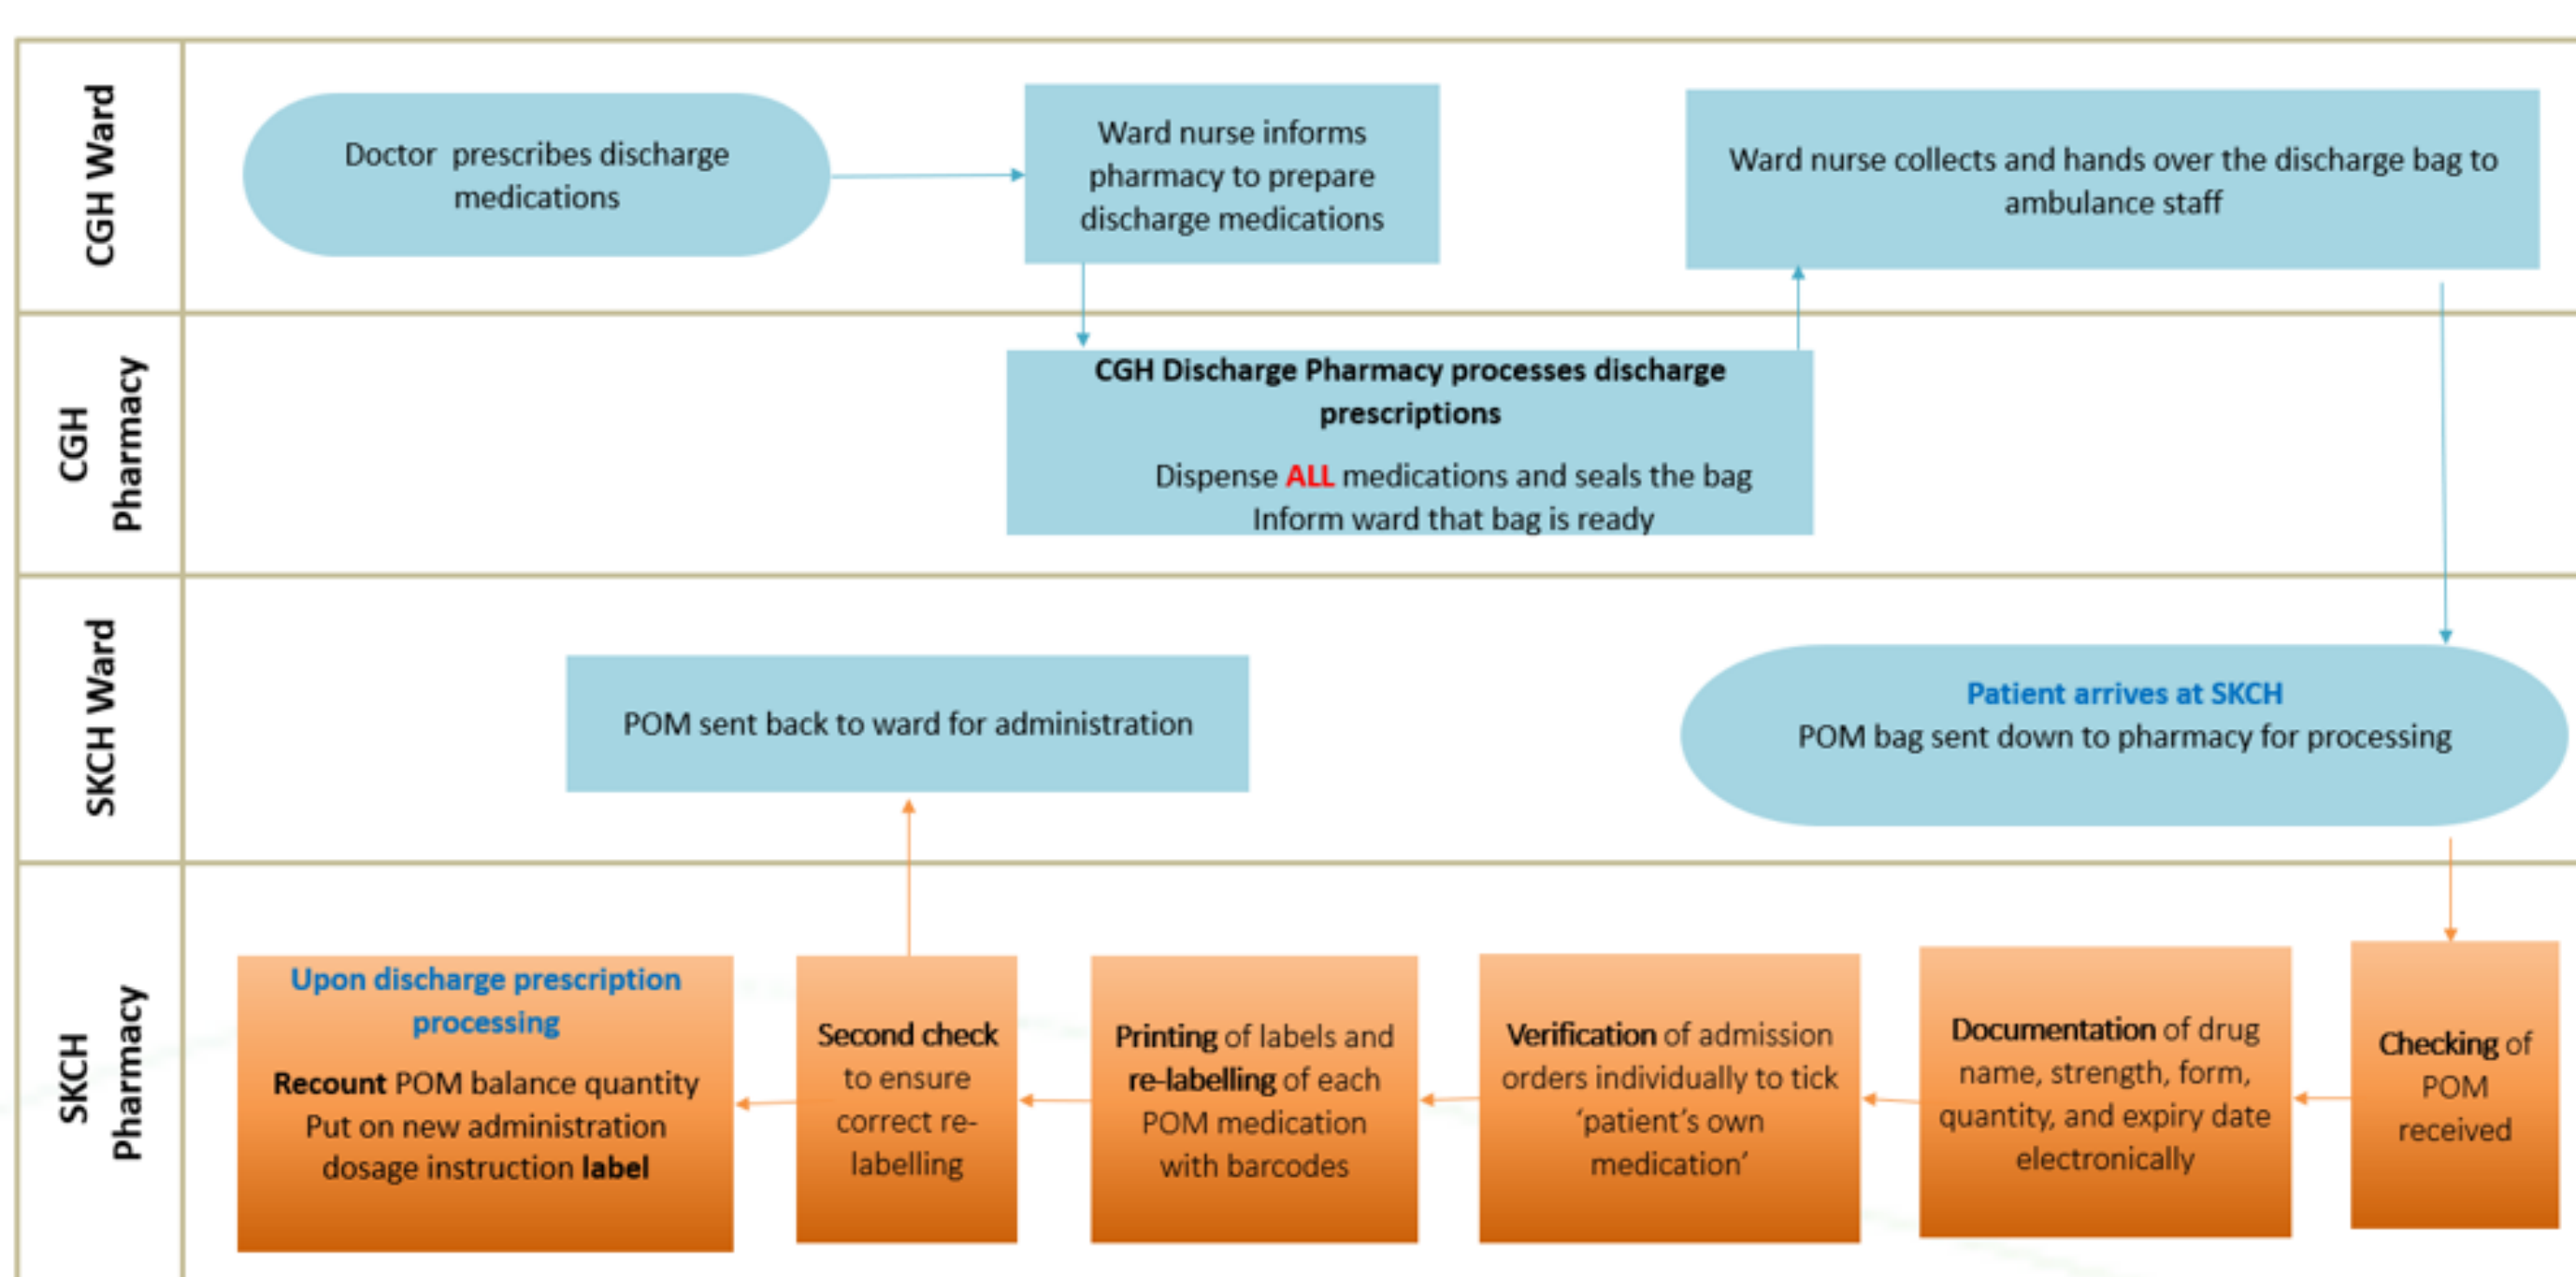 CGH Ward
Doctor prescribes discharge
medications
Ward nurse informs
pharmacy to prepare
discharge medications
Ward nurse collects and hands over the discharge bag to
ambulance staff
CGH
Pharmacy
CGH Discharge Pharmacy processes discharge
prescriptions
Dispense ALL medications and seals the bag
Inform ward that bag is ready
SKCH Ward
POM sent back to ward for administration
Patient arrives at SKCH
POM bag sent down to pharmacy for processing
SKCH
Pharmacy
Upon discharge prescription
processing
Recount POM balance quantity
Put on new administration
dosage instruction label
Second check
to ensure
correct re-
labelling
Printing of labels and
re-labelling of each
POM medication
with barcodes
Verification of admission
orders individually to tick
‘patient’s own
medication’
Documentation of drug
name, strength, form,
quantity, and expiry date
electronically
Checking of
POM
received